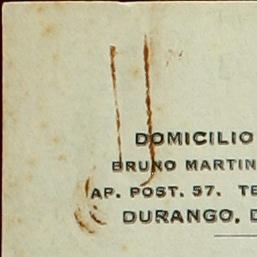 DOMICILIO
BRUNO MARTIN
AP. POST. 57. TE
DURANGO, D